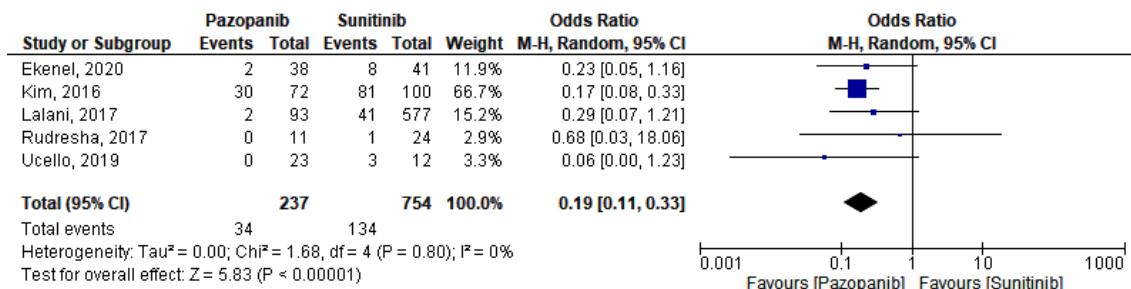 Pazopanib Sunitinib Odds Ratio Odds Ratio
Study or Subgroup Events Total Events Total Weight M-H, Random, 95% CI M-H, Random, 95% CI
Ekenel, 2020 2 38 8 41 11.9% 0.23 [0.05, 1.16]
Kim, 2016 30 72 81 100 66.7% 0.17 [0.08, 0.33]
Lalani, 2017 2 93 41 577 15.2% 0.29 [0.07, 1.21]
Rudresha, 2017 0 11 1 24 2.9% 0.68 [0.03, 18.06]
Ucello, 2019 0 23 3 12 3.3% 0.06 [0.00, 1.23]
Total (95% CI) 237 754 100.0% 0.19 [0.11, 0.33]
Total events 34 134
Heterogeneity: Tau² = 0.00; Chi² = 1.68, df = 4 (P = 0.80); I² = 0%
Test for overall effect: Z = 5.83 (P < 0.00001)
0.001 0.1 1 10 1000
Favours [Pazopanib] Favours [Sunitinib]